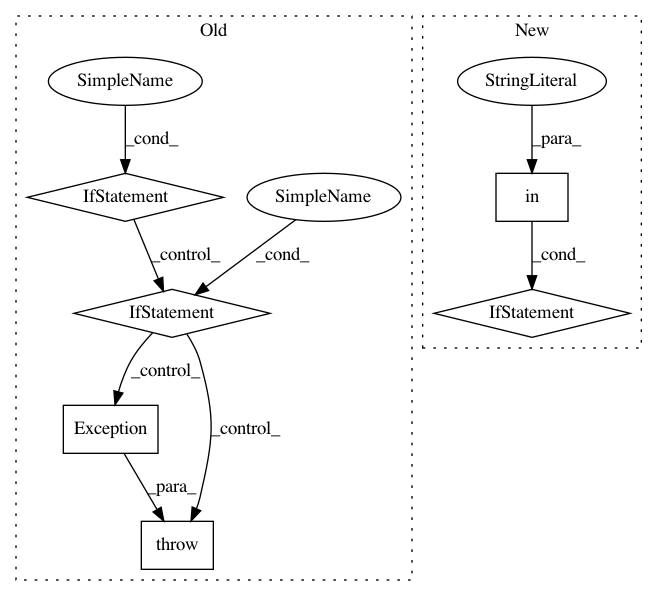 Old
New
SimpleName
StringLiteral
_cond_
_para_
IfStatement
SimpleName
in
_control_
_cond_
_cond_
IfStatement
IfStatement
_control_
Exception
_control_
_para_
throw